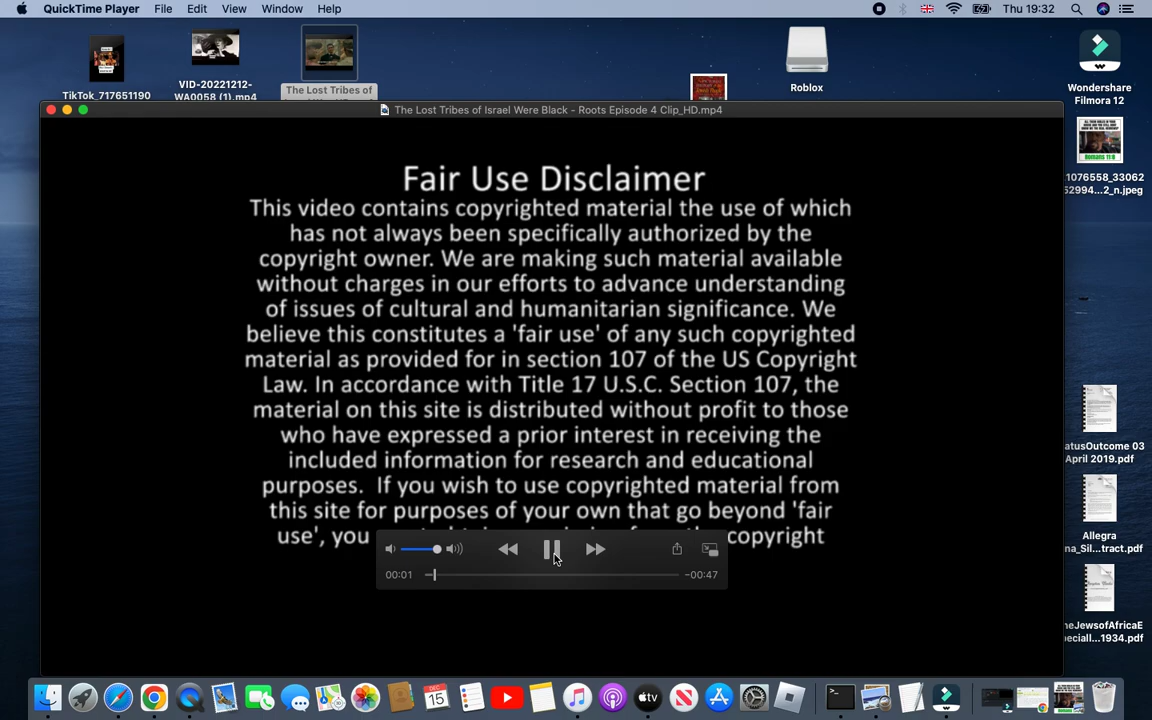 QuickTime Player File Edit View Window Help
Thu 19:32
TikTok_717651190
VID-20221212-
WA0058 (1).mp4
The Lost Tribes of
Roblox
Wondershare
Filmora 12
The Lost Tribes of Israel Were Black - Roots Episode 4 Clip_HD.mp4
Fair Use Disclaimer
This video contains copyrighted material the use of which
has not always been specifically authorized by the
copyright owner. We are making such material available
without charges in our efforts to advance understanding
of issues of cultural and humanitarian significance. We
believe this constitutes a 'fair use' of any such copyrighted
material as provided for in section 107 of the US Copyright
Law. In accordance with Title 17 U.S.C. Section 107, the
material on this site is distributed without profit to those
who have expressed a prior interest in receiving the
included information for research and educational
purposes. If you wish to use copyrighted material from
this site for purposes of your own that go beyond 'fair
use', you copyright
00:01 -00:47
Romans 11:8
1076558_33062
62994...2_n.jpeg
atusOutcome 03
April 2019.pdf
Allegra
na_Sil...tract.pdf
neJewsofAfricaE
peciall...1934.pdf
DEC
15
tv